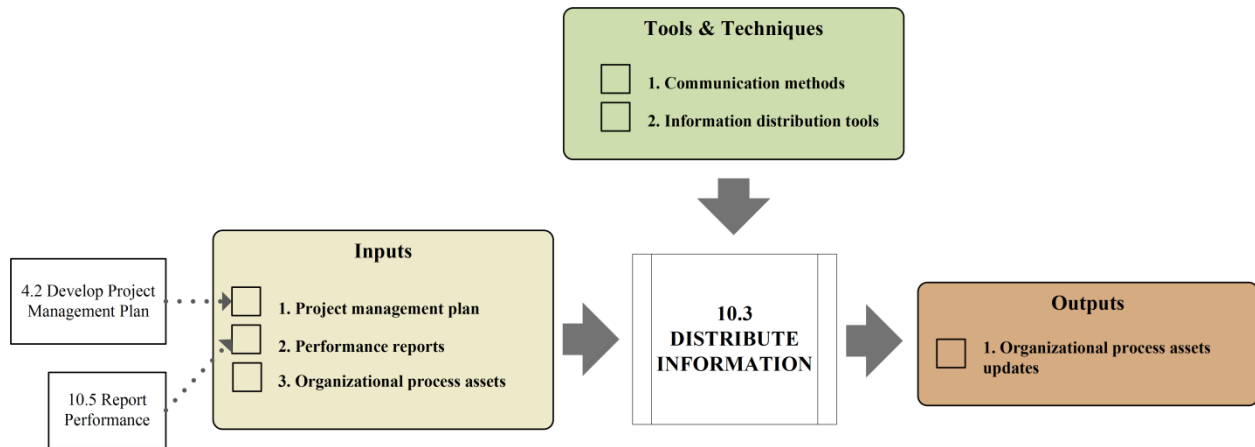 Tools & Techniques
1. Communication methods
2. Information distribution tools
4.2 Develop Project
Management Plan
10.5 Report
Performance
Inputs
1. Project management plan
2. Performance reports
3. Organizational process assets
10.3
DISTRIBUTE
INFORMATION
Outputs
1. Organizational process assets
updates